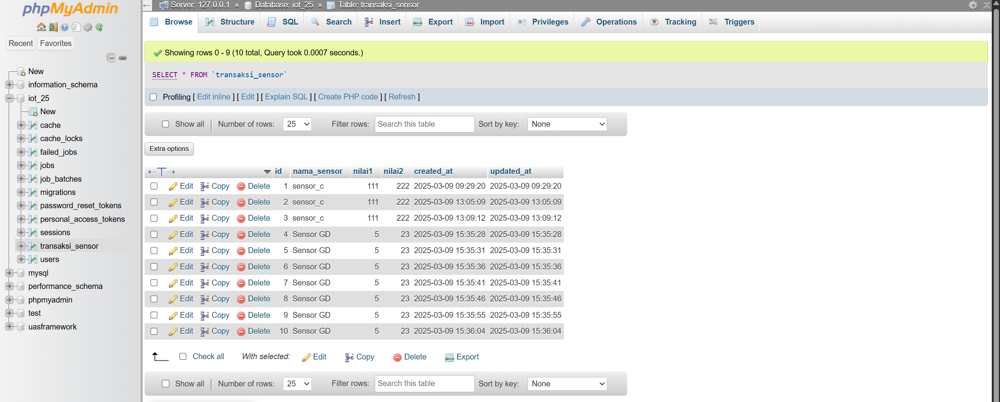 phpMyAdmin
Recent Favorites
New
information_schema
iot_25
New
cache
cache_locks
failed_jobs
jobs
job_batches
migrations
password_reset_tokens
personal_access_tokens
sessions
transaksi_sensor
users
mysql
performance_schema
phpmyadmin
test
uasframework
Server: 127.0.0.1 » Database: iot_25 » Table: transaksi_sensor
Browse Structure SQL Search Insert Export Import Privileges Operations Tracking Triggers
Showing rows 0 - 9 (10 total, Query took 0.0007 seconds.)
SELECT * FROM `transaksi_sensor`
Profiling [ Edit inline ] [ Edit ] [ Explain SQL ] [ Create PHP code ] [ Refresh ]
Show all | Number of rows: 25 Filter rows: Search this table Sort by key: None
Extra options
←T→ id nama_sensor nilai1 nilai2 created_at updated_at
Edit Copy Delete 1 sensor_c 111 222 2025-03-09 09:29:20 2025-03-09 09:29:20
Edit Copy Delete 2 sensor_c 111 222 2025-03-09 13:05:09 2025-03-09 13:05:09
Edit Copy Delete 3 sensor_c 111 222 2025-03-09 13:09:12 2025-03-09 13:09:12
Edit Copy Delete 4 Sensor GD 5 23 2025-03-09 15:35:28 2025-03-09 15:35:28
Edit Copy Delete 5 Sensor GD 5 23 2025-03-09 15:35:31 2025-03-09 15:35:31
Edit Copy Delete 6 Sensor GD 5 23 2025-03-09 15:35:36 2025-03-09 15:35:36
Edit Copy Delete 7 Sensor GD 5 23 2025-03-09 15:35:41 2025-03-09 15:35:41
Edit Copy Delete 8 Sensor GD 5 23 2025-03-09 15:35:46 2025-03-09 15:35:46
Edit Copy Delete 9 Sensor GD 5 23 2025-03-09 15:35:55 2025-03-09 15:35:55
Edit Copy Delete 10 Sensor GD 5 23 2025-03-09 15:36:04 2025-03-09 15:36:04
Check all With selected: Edit Copy Delete Export
Show all | Number of rows: 25 Filter rows: Search this table Sort by key: None